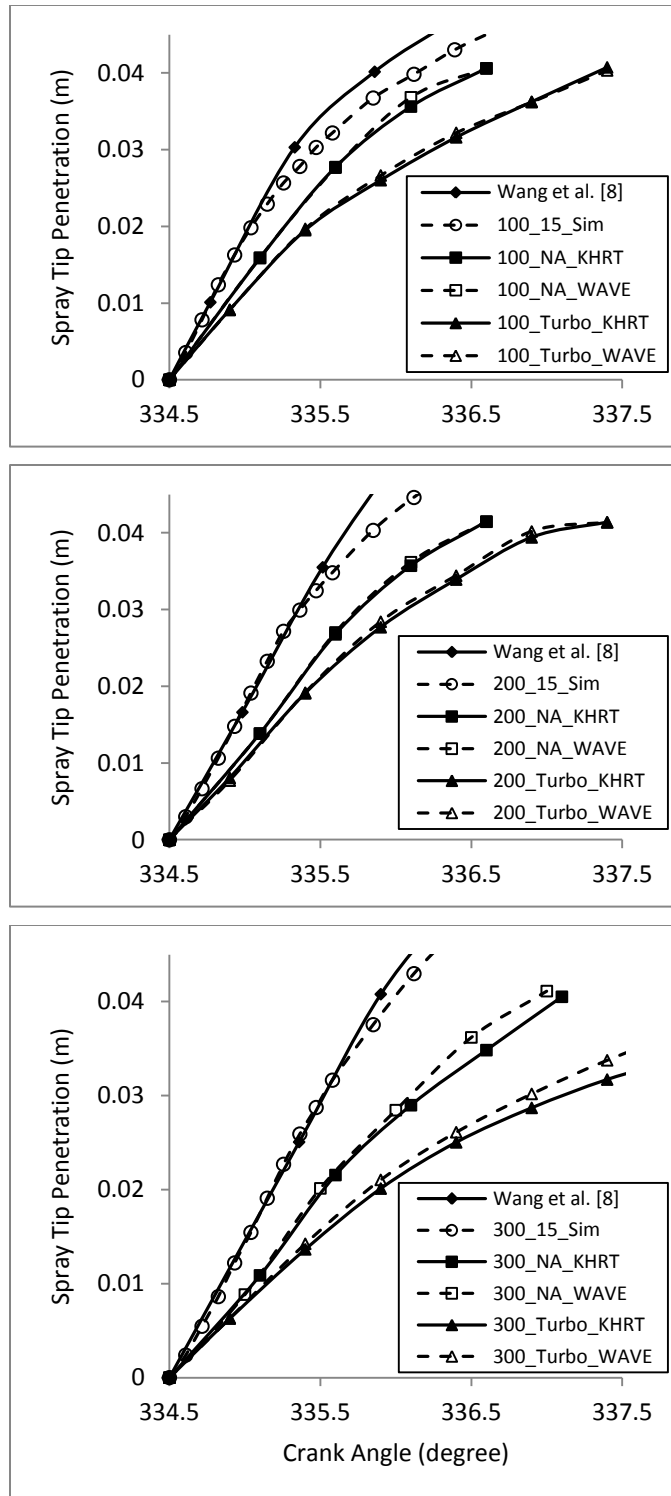 Spray Tip Penetration (m)
0.04
0.03
0.02
0.01
0
334.5 335.5 336.5 337.5
Wang et al. [8]
100_15_Sim
100_NA_KHRT
100_NA_WAVE
100_Turbo_KHRT
100_Turbo_WAVE
Spray Tip Penetration (m)
0.04
0.03
0.02
0.01
0
334.5 335.5 336.5 337.5
Wang et al. [8]
200_15_Sim
200_NA_KHRT
200_NA_WAVE
200_Turbo_KHRT
200_Turbo_WAVE
Spray Tip Penetration (m)
0.04
0.03
0.02
0.01
0
334.5 335.5 336.5 337.5
Crank Angle (degree)
Wang et al. [8]
300_15_Sim
300_NA_KHRT
300_NA_WAVE
300_Turbo_KHRT
300_Turbo_WAVE